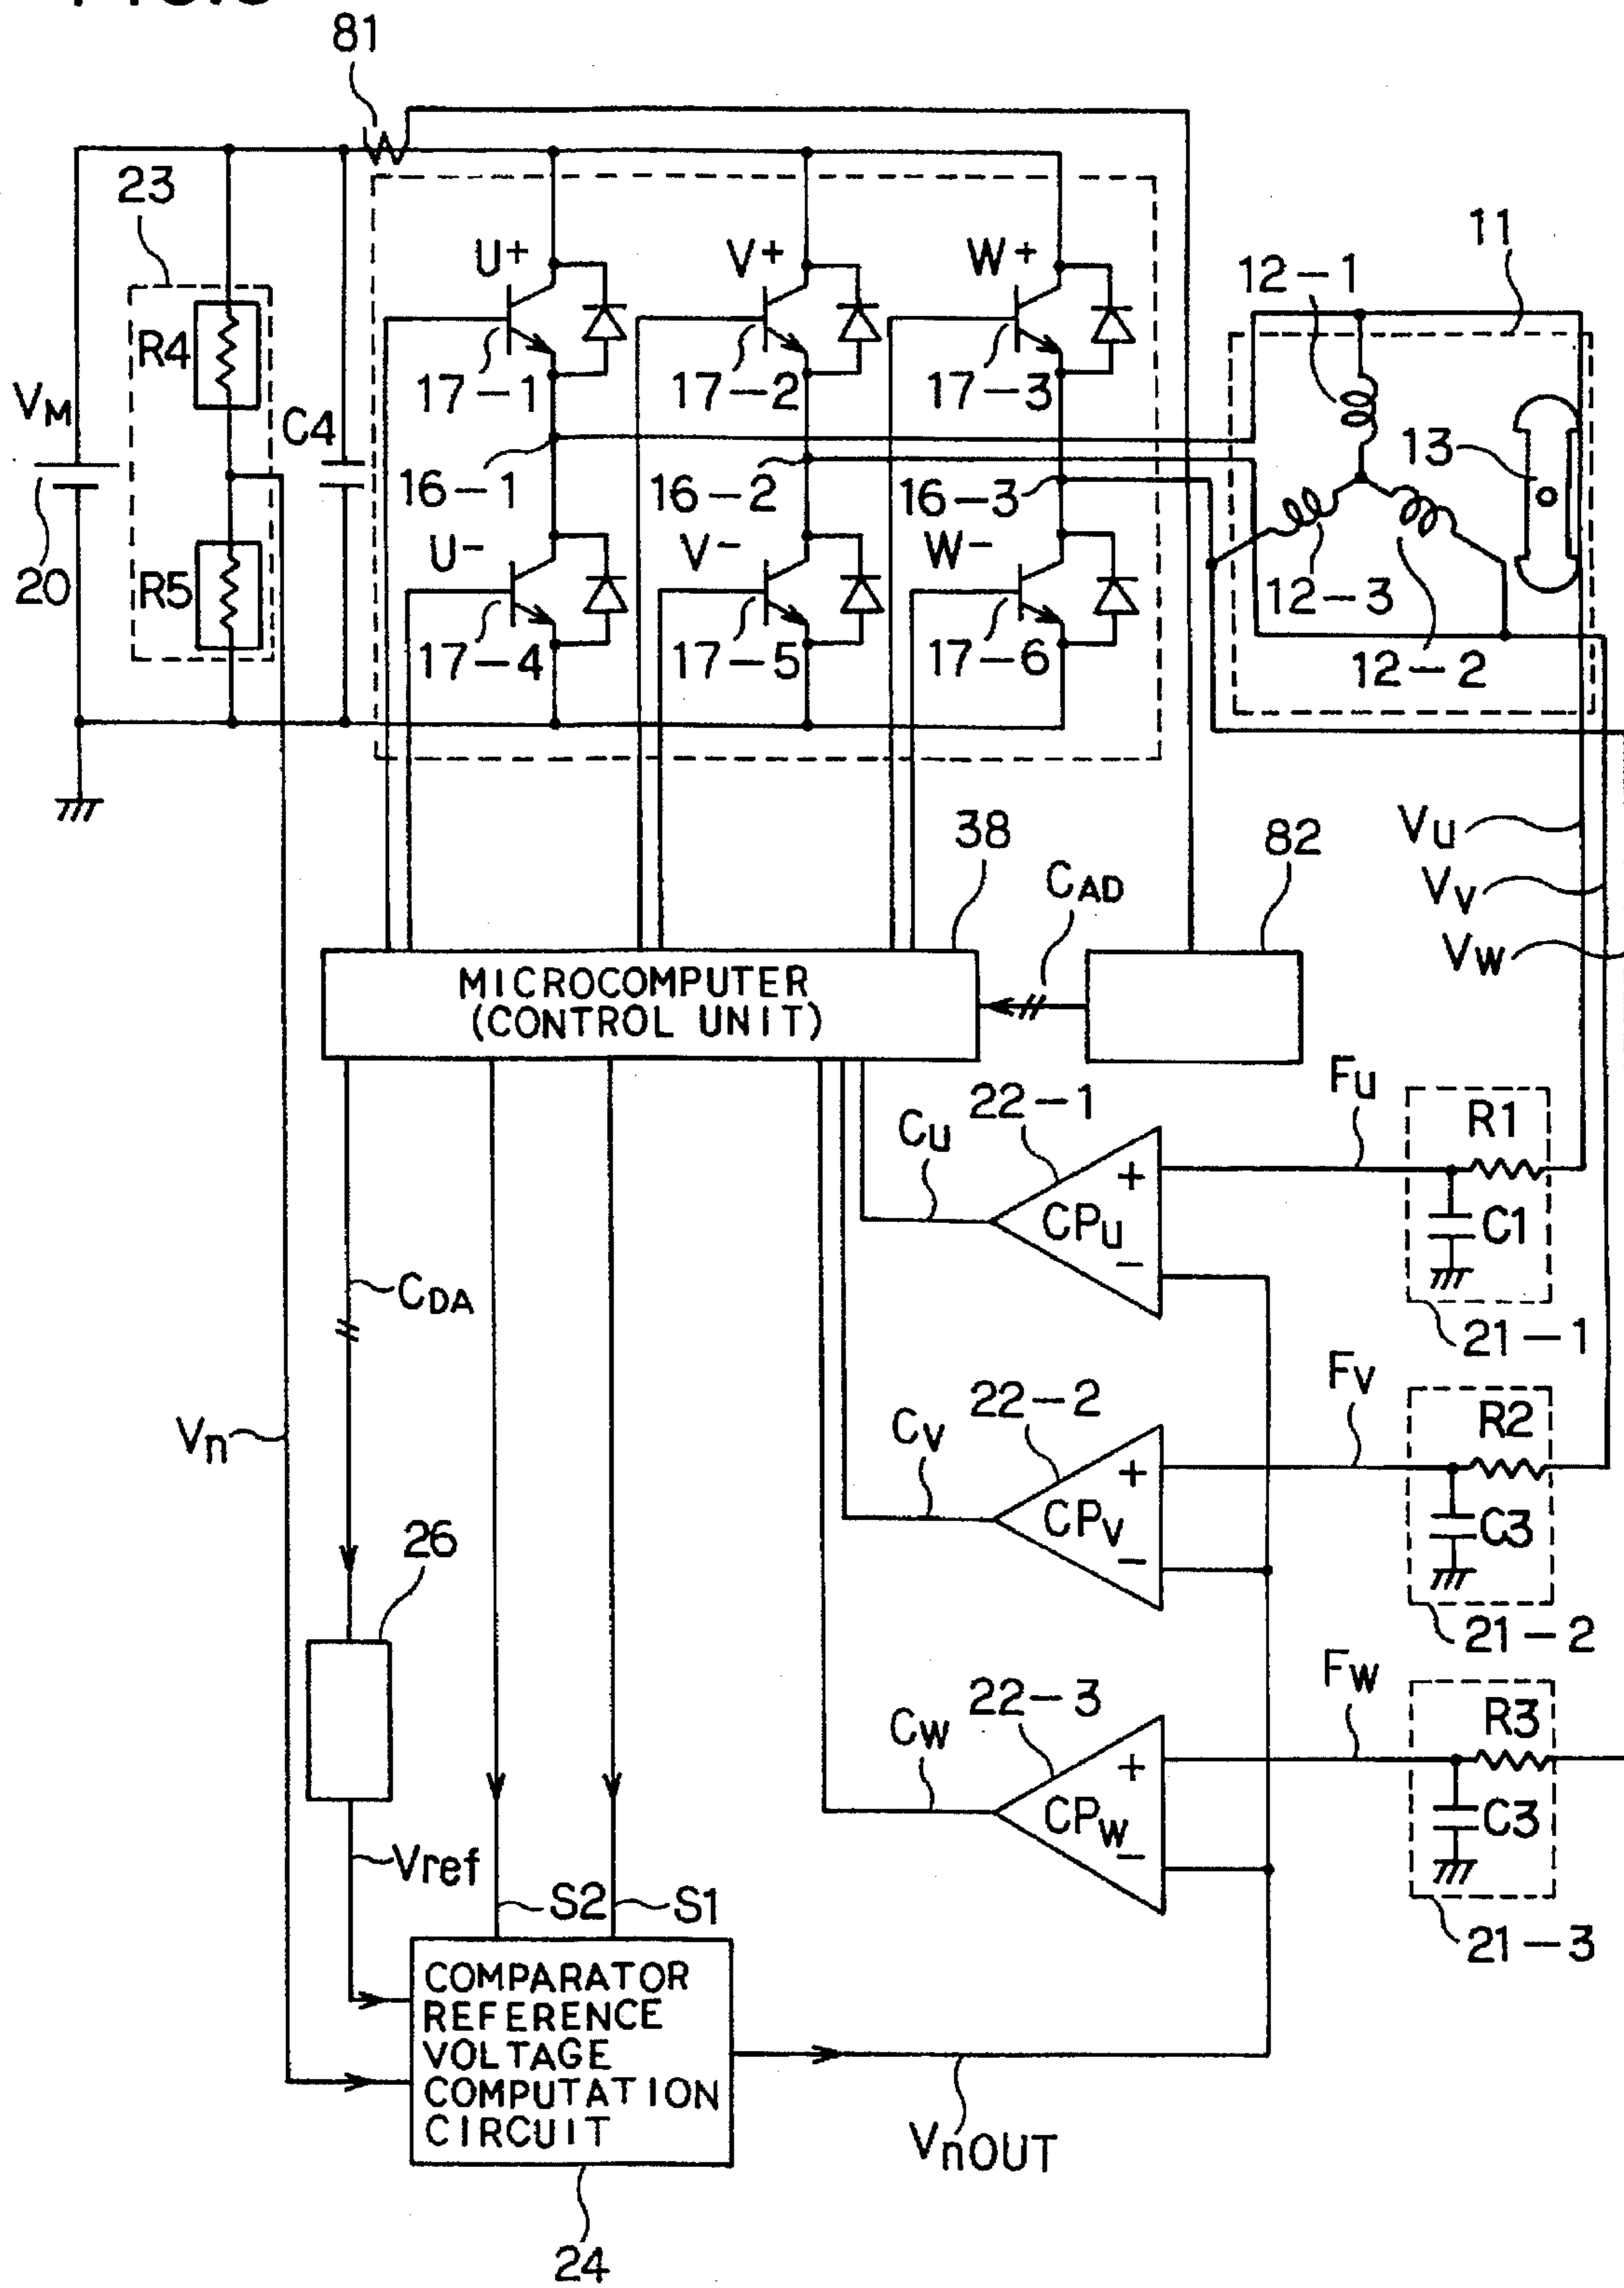 81
23
11
U+
V+
W+
12-1
R4
17-1
17-2
17-3
VM
C4
13
16-1
16-2
16-3
U-
V-
W-
20
R5
12-3
17-4
17-5
17-6
12-2
38
CAD
82
Vu
Vv
Vw
MICROCOMPUTER
(CONTROL UNIT)
22-1
Fu
R1
Cu
+
CPu
-
C1
CDA
21-1
22-2
Fv
R2
Vn
Cv
+
CPv
-
C3
26
21-2
22-3
Fw
R3
Cw
+
CPw
-
C3
Vref
S2
S1
21-3
COMPARATOR
REFERENCE
VOLTAGE
COMPUTATION
CIRCUIT
VnOUT
24